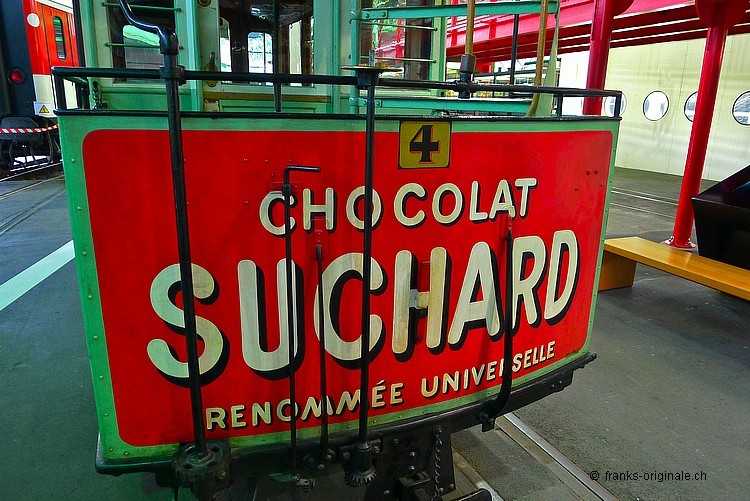 4
CHOCOLAT
SUCHARD
RENOMMÉE UNIVERSELLE
© franks-originale.ch